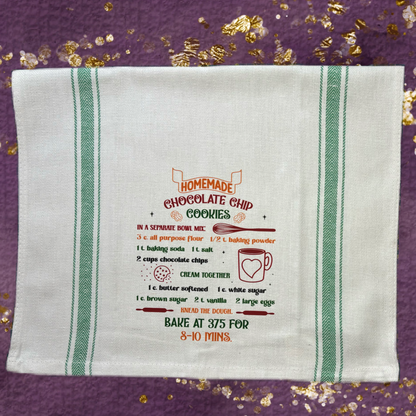 HOMEMADE
CHOCOLATE CHIP
COOKIES
IN A SEPARATE BOWL MIX:
3 c. all purpose flour 1/2 t. baking powder
1 t. baking soda 1 t. salt
2 cups chocolate chips
CREAM TOGETHER
1 c. butter softened 1 c. white sugar
1 c. brown sugar 2 t. vanilla 2 large eggs
KNEAD THE DOUGH.
BAKE AT 375 FOR
8-10 MINS.